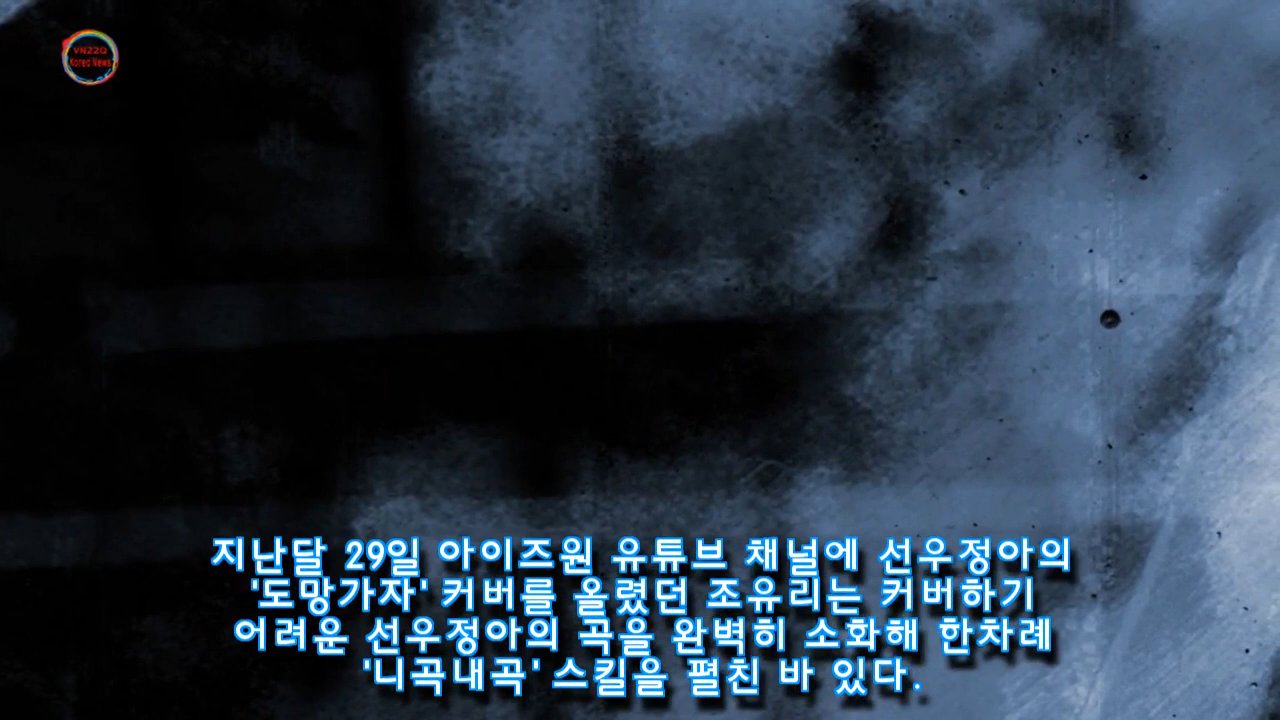 VN22Q
Korea News
지난달 29일 아이즈원 유튜브 채널에 선우정아의
'도망가자' 커버를 올렸던 조유리는 커버하기
어려운 선우정아의 곡을 완벽히 소화해 한차례
'니곡내곡' 스킬을 펼친 바 있다.